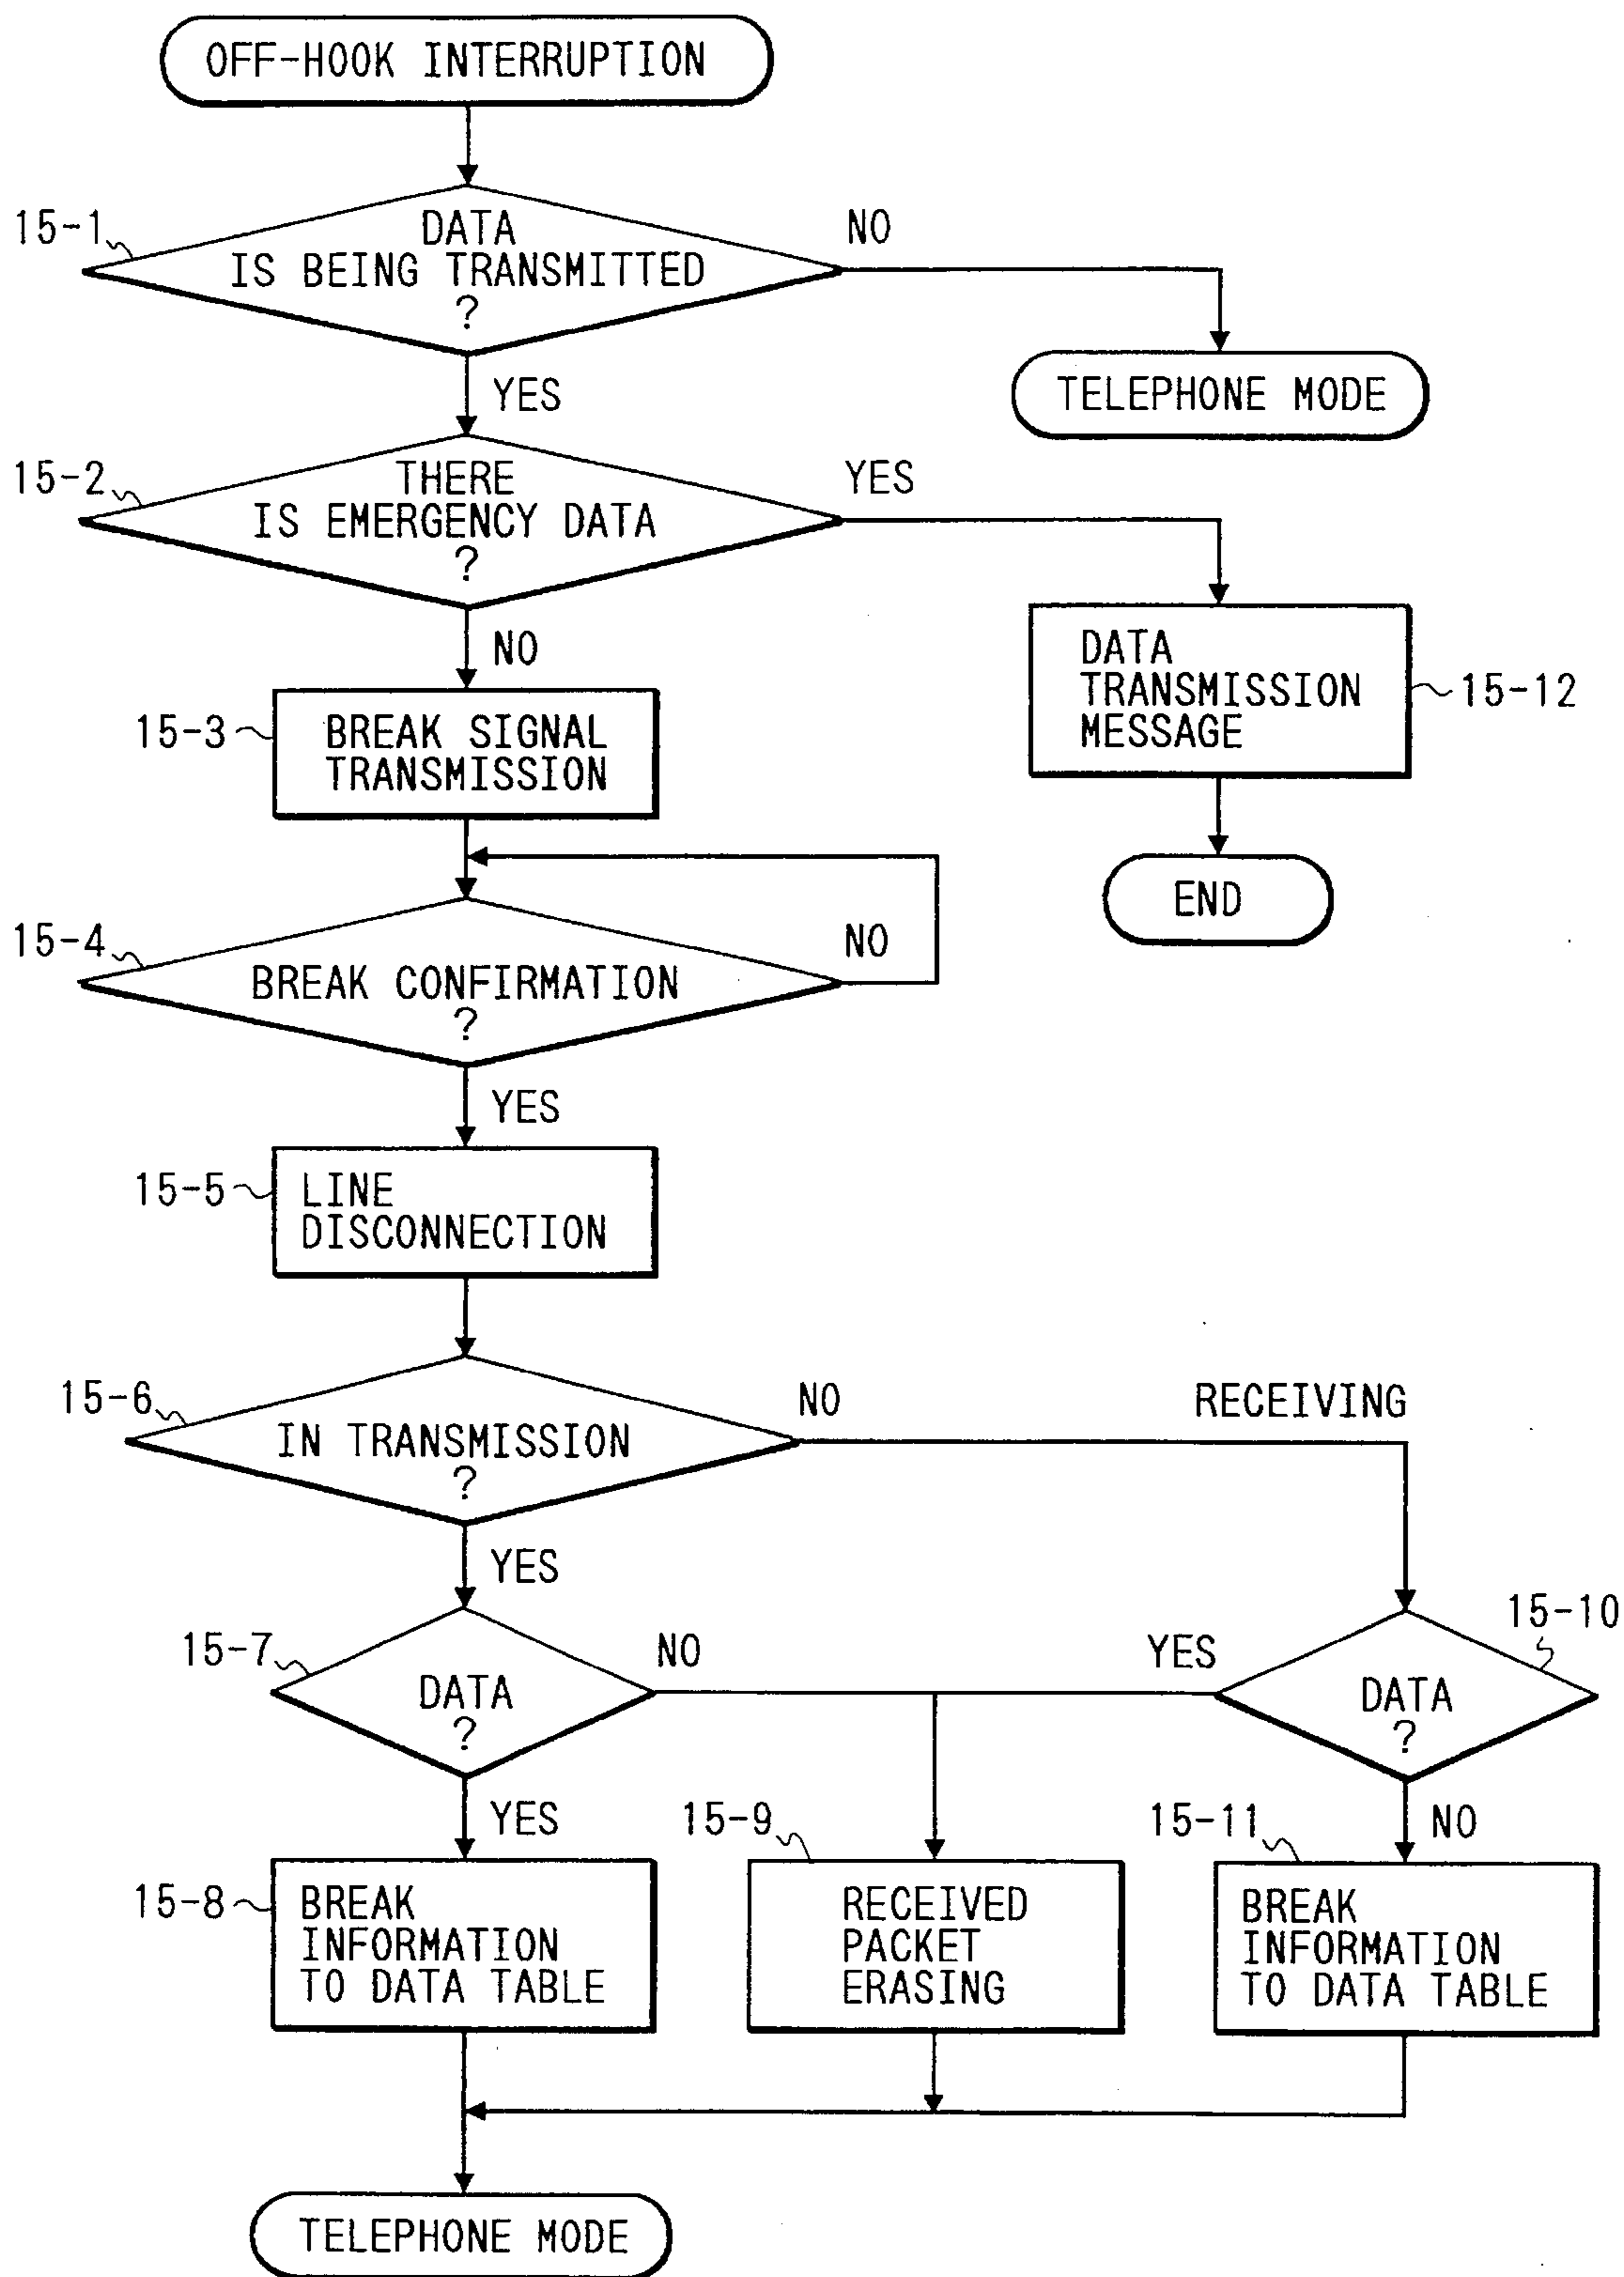 OFF-HOOK INTERRUPTION
15-1
DATA
IS BEING TRANSMITTED
?
NO
TELEPHONE MODE
YES
15-2
THERE
IS EMERGENCY DATA
?
YES
NO
DATA
TRANSMISSION
MESSAGE
15-12
15-3
BREAK SIGNAL
TRANSMISSION
END
15-4
BREAK CONFIRMATION
?
NO
YES
15-5
LINE
DISCONNECTION
15-6
IN TRANSMISSION
?
NO
RECEIVING
YES
15-7
DATA
?
NO
YES
15-10
DATA
?
YES
15-9
15-11
NO
15-8
BREAK
INFORMATION
TO DATA TABLE
RECEIVED
PACKET
ERASING
BREAK
INFORMATION
TO DATA TABLE
TELEPHONE MODE